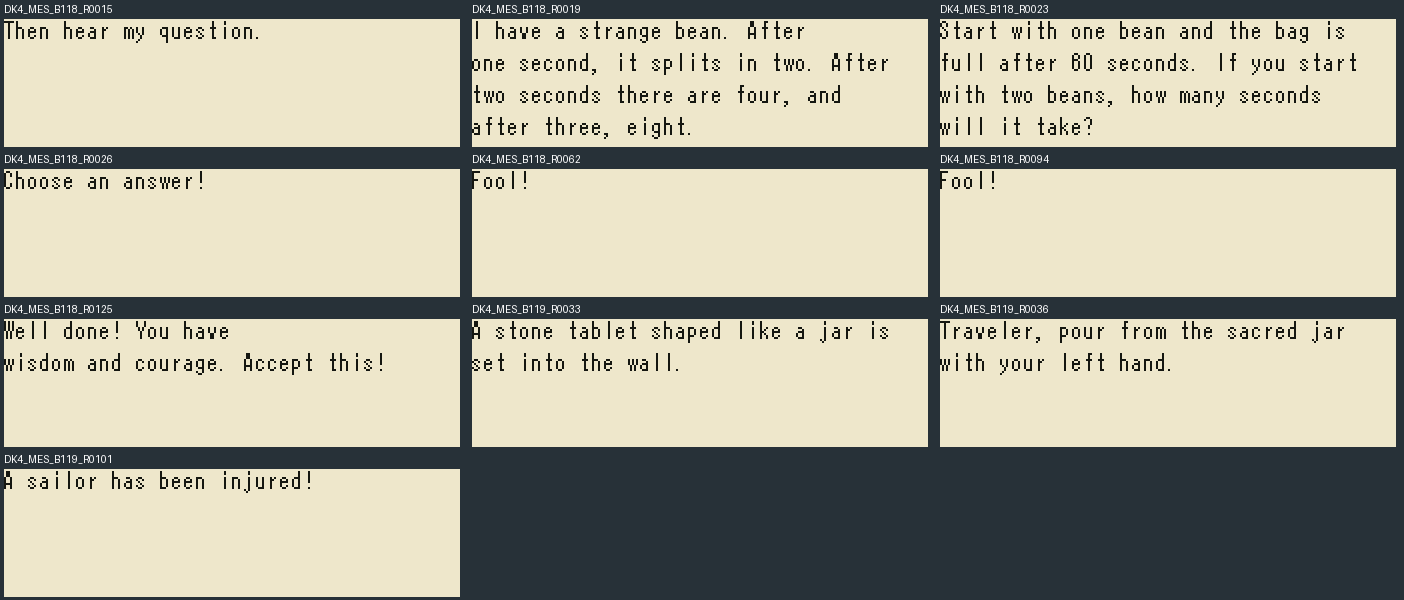 DK4_MES_B118_R0015
Then hear my question.
DK4_MES_B118_R0019
I have a strange bean. After
one second, it splits in two. After
two seconds there are four, and
after three, eight.
DK4_MES_B118_R0023
Start with one bean and the bag is
full after 60 seconds. If you start
with two beans, how many seconds
will it take?
DK4_MES_B118_R0026
Choose an answer!
DK4_MES_B118_R0062
Fool!
DK4_MES_B118_R0094
Fool!
DK4_MES_B118_R0125
Well done! You have
wisdom and courage. Accept this!
DK4_MES_B119_R0033
A stone tablet shaped like a jar is
set into the wall.
DK4_MES_B119_R0036
Traveler, pour from the sacred jar
with your left hand.
DK4_MES_B119_R0101
A sailor has been injured!